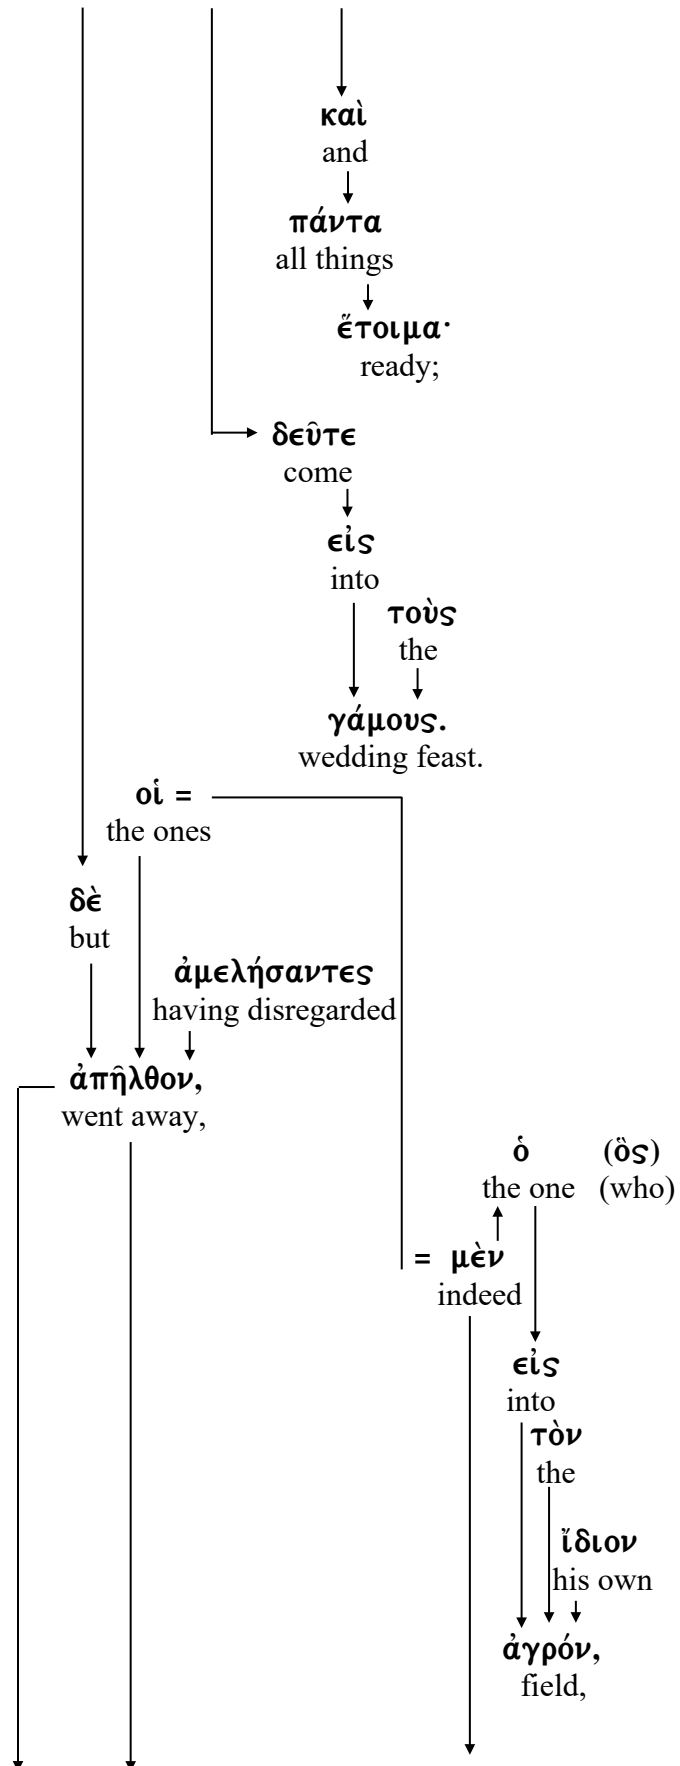 καὶ
and
πάντα
all things
ἕτοιμα·
ready;
δεῦτε
come
εἰς
into
τοὺς
the
γάμους.
wedding feast.
οἱ =
the ones
δὲ
but
ἀμελήσαντες
having disregarded
ἀπῆλθον,
went away,
ὁ (ὃς)
the one (who)
= μὲν
indeed
εἰς
into
τὸν
the
ἴδιον
his own
ἀγρόν,
field,